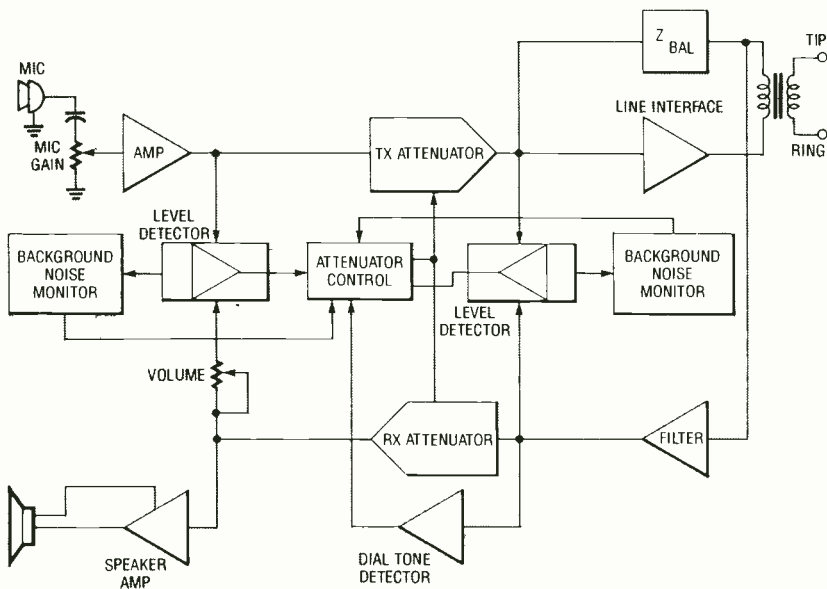 Z
BAL
TIP
MIC
LINE INTERFACE
MIC
GAIN
AMP
TX ATTENUATOR
RING
LEVEL
DETECTOR
BACKGROUND
NOISE
MONITOR
ATTENUATOR
CONTROL
LEVEL
DETECTOR
BACKGROUND
NOISE
MONITOR
VOLUME
RX ATTENUATOR
FILTER
SPEAKER
AMP
DIAL TONE
DETECTOR